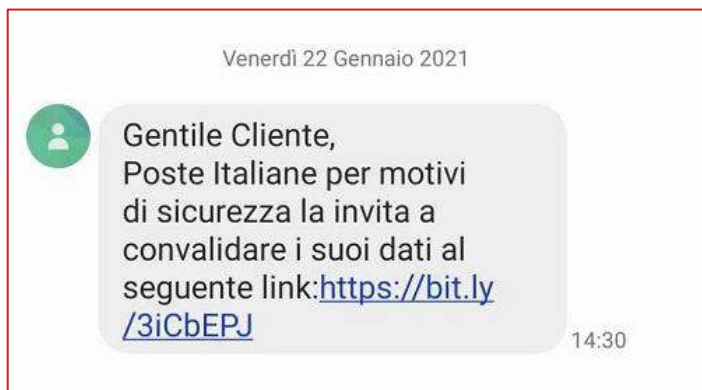 Venerdì 22 Gennaio 2021
Gentile Cliente,
Poste Italiane per motivi
di sicurezza la invita a
convalidare i suoi dati al
seguente link:https://bit.ly
/3iCbEPJ
14:30